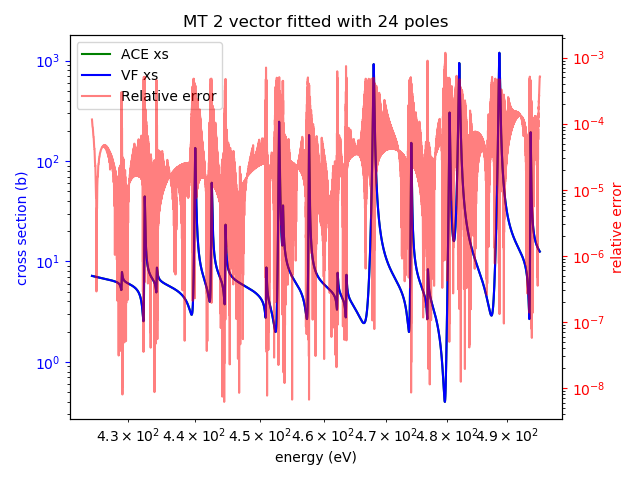 MT 2 vector fitted with 24 poles
ACE xs
VF xs
Relative error
cross section (b)
10³
10²
10¹
10⁰
relative error
10⁻³
10⁻⁴
10⁻⁵
10⁻⁶
10⁻⁷
10⁻⁸
4.3 × 10² 4.4 × 10² 4.5 × 10² 4.6 × 10² 4.7 × 10² 4.8 × 10² 4.9 × 10²
energy (eV)